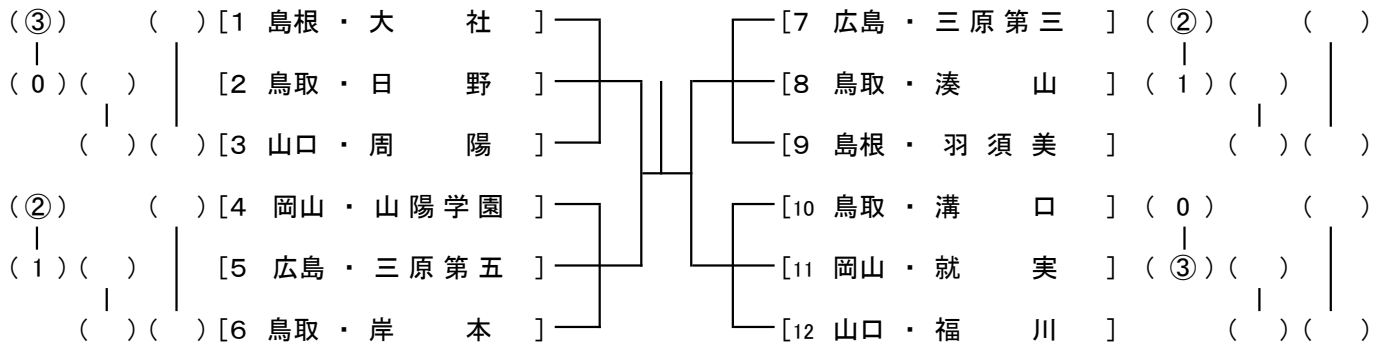 (③) ( ) [1 島根・大 社 ] [7 広島・三原第三 ] ( ② ) ( )
( 0 ) ( ) [2 鳥取・日 野 ] [8 鳥取・湊 山 ] ( 1 ) ( )
( ) ( ) [3 山口・周 陽 ] [9 島根・羽須美 ] ( ) ( )
(②) ( ) [4 岡山・山陽学園 ] [10 鳥取・溝 口 ] ( 0 ) ( )
( 1 ) ( ) [5 広島・三原第五 ] [11 岡山・就 実 ] ( ③ ) ( )
( ) ( ) [6 鳥取・岸 本 ] [12 山口・福 川 ] ( ) ( )